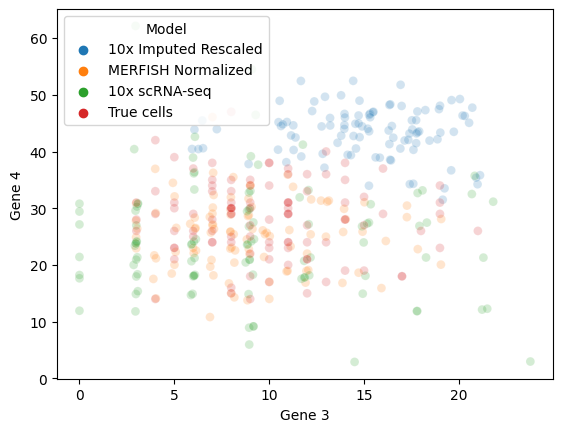 Model
10x Imputed Rescaled
MERFISH Normalized
10x scRNA-seq
True cells
60
50
40
30
20
10
0
Gene 4
0
5
10
15
20
Gene 3